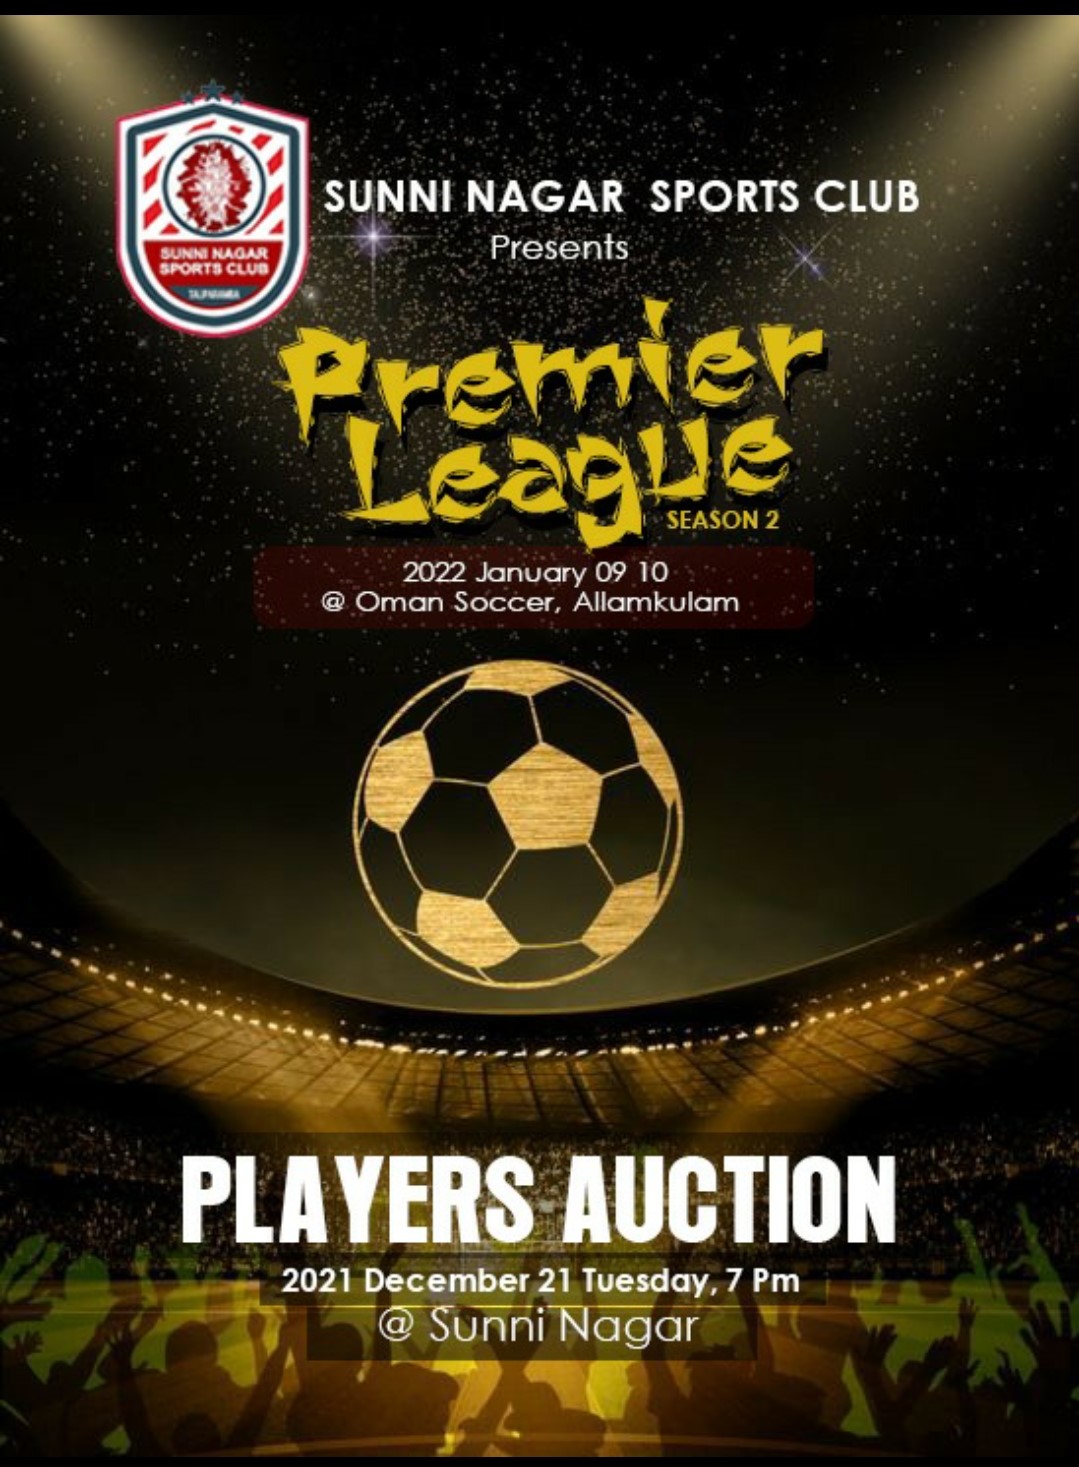 SUNNI NAGAR
SPORTS CLUB
TALIPARAMBA
SUNNI NAGAR SPORTS CLUB
Presents
Premier
League
SEASON 2
2022 January 09 10
@ Oman Soccer, Allamkulam
PLAYERS AUCTION
2021 December 21 Tuesday, 7 Pm
@ Sunni Nagar